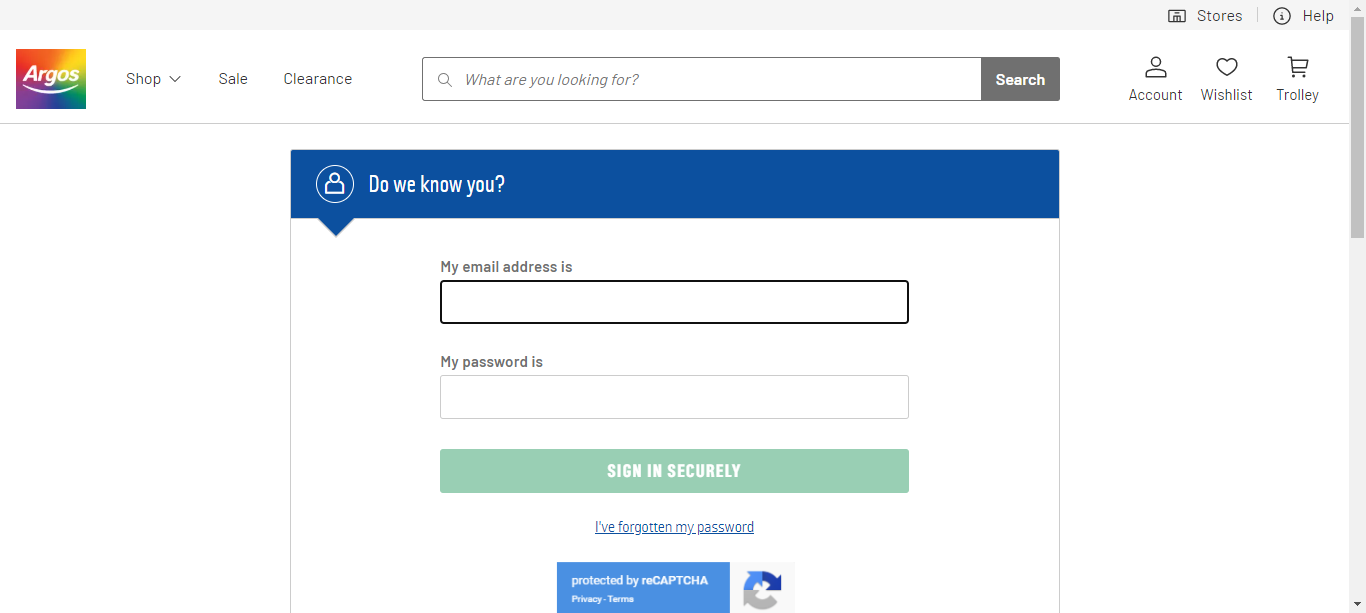 Stores
Help
Argos
Shop
Sale
Clearance
What are you looking for?
Search
Account
Wishlist
Trolley
Do we know you?
My email address is
My password is
SIGN IN SECURELY
I've forgotten my password
protected by reCAPTCHA
Privacy - Terms